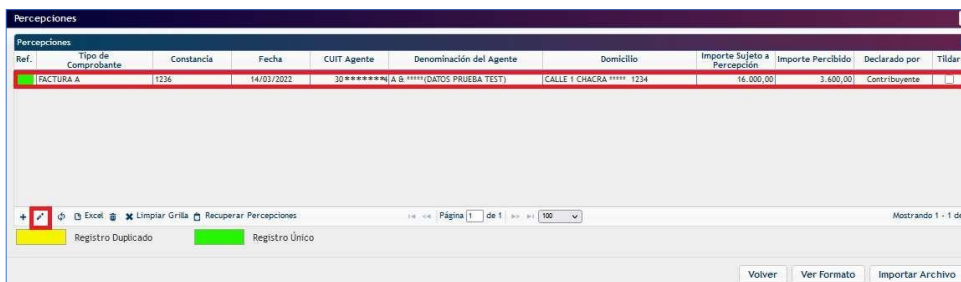 Percepciones
Percepciones
Ref. Tipo de Comprobante Constancia Fecha CUIT Agente Denominación del Agente Domicilio Importe Sujeto a Percepción Importe Percibido Declarado por Tildar
FACTURA A 1236 14/03/2022 30******* A & *****(DATOS PRUEBA TEST) CALLE 1 CHACRA ***** 1234 16.000,00 3.600,00 Contribuyente
Excel Limpiar Grilla Recuperar Percepciones Página 1 de 1 100 Mostrando 1 - 1 de
Registro Duplicado Registro Único
Volver Ver Formato Importar Archivo